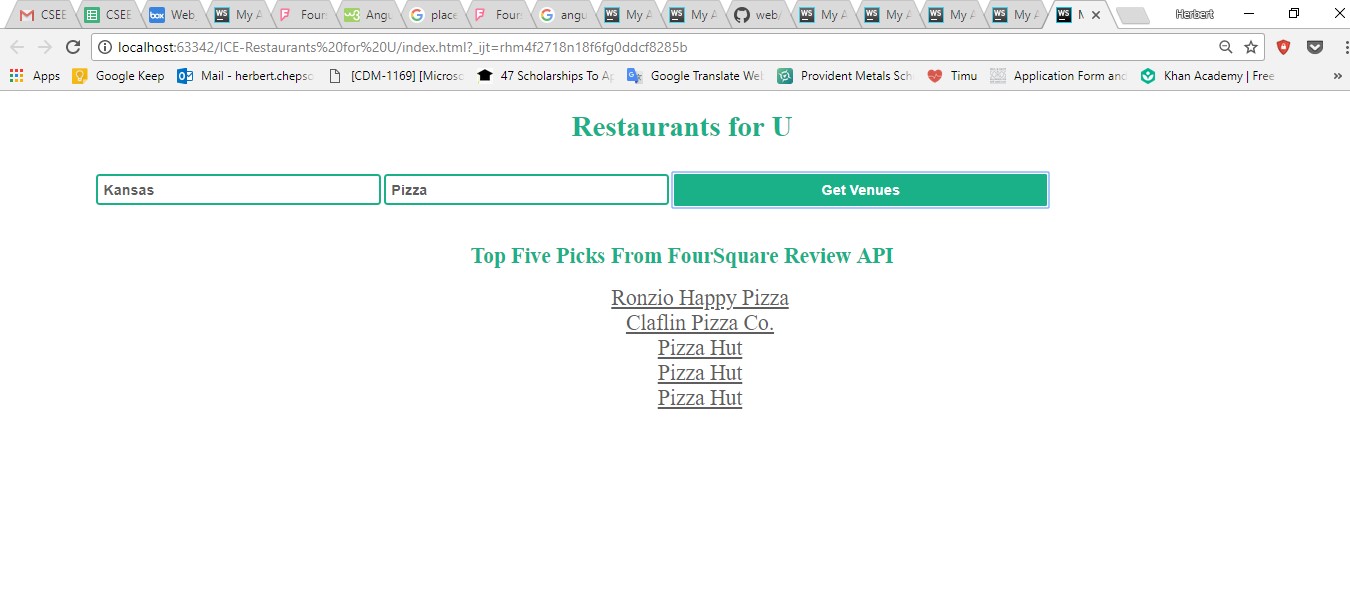 CSEE CSEE Web My A Four Angu place Four angu My A My A web/ My A My A My A My A M Herbert
localhost:63342/ICE-Restaurants%20for%20U/index.html?_ijt=rhm4f2718n18f6fg0ddcf8285b
Apps Google Keep Mail - herbert.chepso [CDM-1169] [Microso 47 Scholarships To Ap Google Translate Wel Provident Metals Sch Timu Application Form and Khan Academy | Free »
Restaurants for U
Kansas Pizza Get Venues
Top Five Picks From FourSquare Review API
Ronzio Happy Pizza
Claflin Pizza Co.
Pizza Hut
Pizza Hut
Pizza Hut